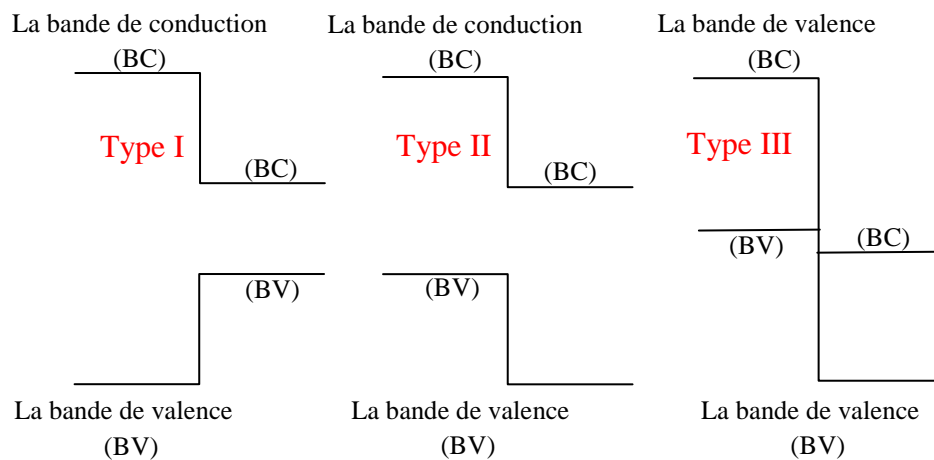 La bande de conduction
(BC)
Type I
(BC)
(BV)
La bande de valence
(BV)
La bande de conduction
(BC)
Type II
(BC)
(BV)
La bande de valence
(BV)
La bande de valence
(BC)
Type III
(BV)
(BC)
La bande de valence
(BV)